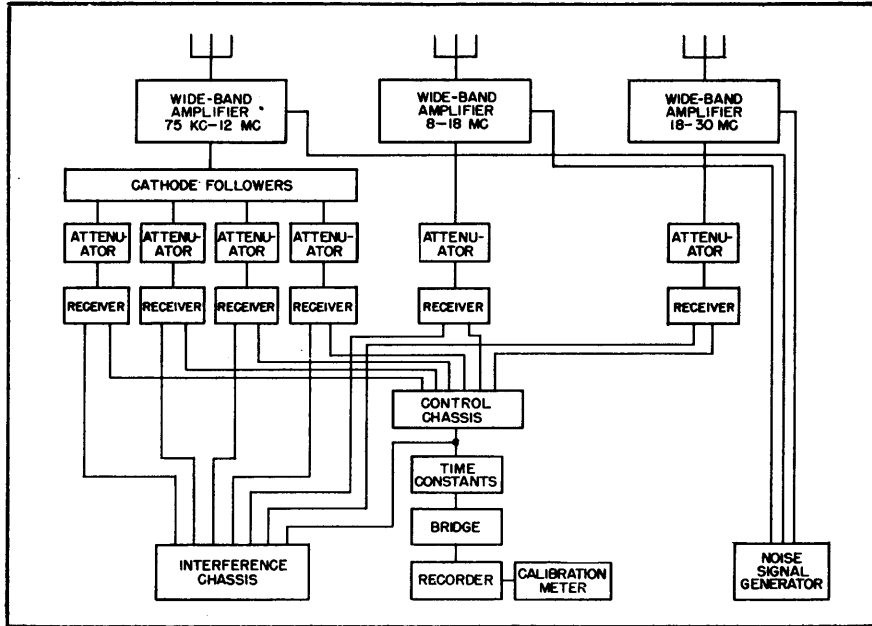 WIDE-BAND
AMPLIFIER
75 KC-12 MC
WIDE-BAND
AMPLIFIER
8-18 MC
WIDE-BAND
AMPLIFIER
18-30 MC
CATHODE FOLLOWERS
ATTENU-
ATOR
ATTENU-
ATOR
ATTENU-
ATOR
ATTENU-
ATOR
ATTENU-
ATOR
ATTENU-
ATOR
RECEIVER
RECEIVER
RECEIVER
RECEIVER
RECEIVER
RECEIVER
CONTROL
CHASSIS
TIME
CONSTANTS
BRIDGE
INTERFERENCE
CHASSIS
RECORDER
CALIBRATION
METER
NOISE
SIGNAL
GENERATOR